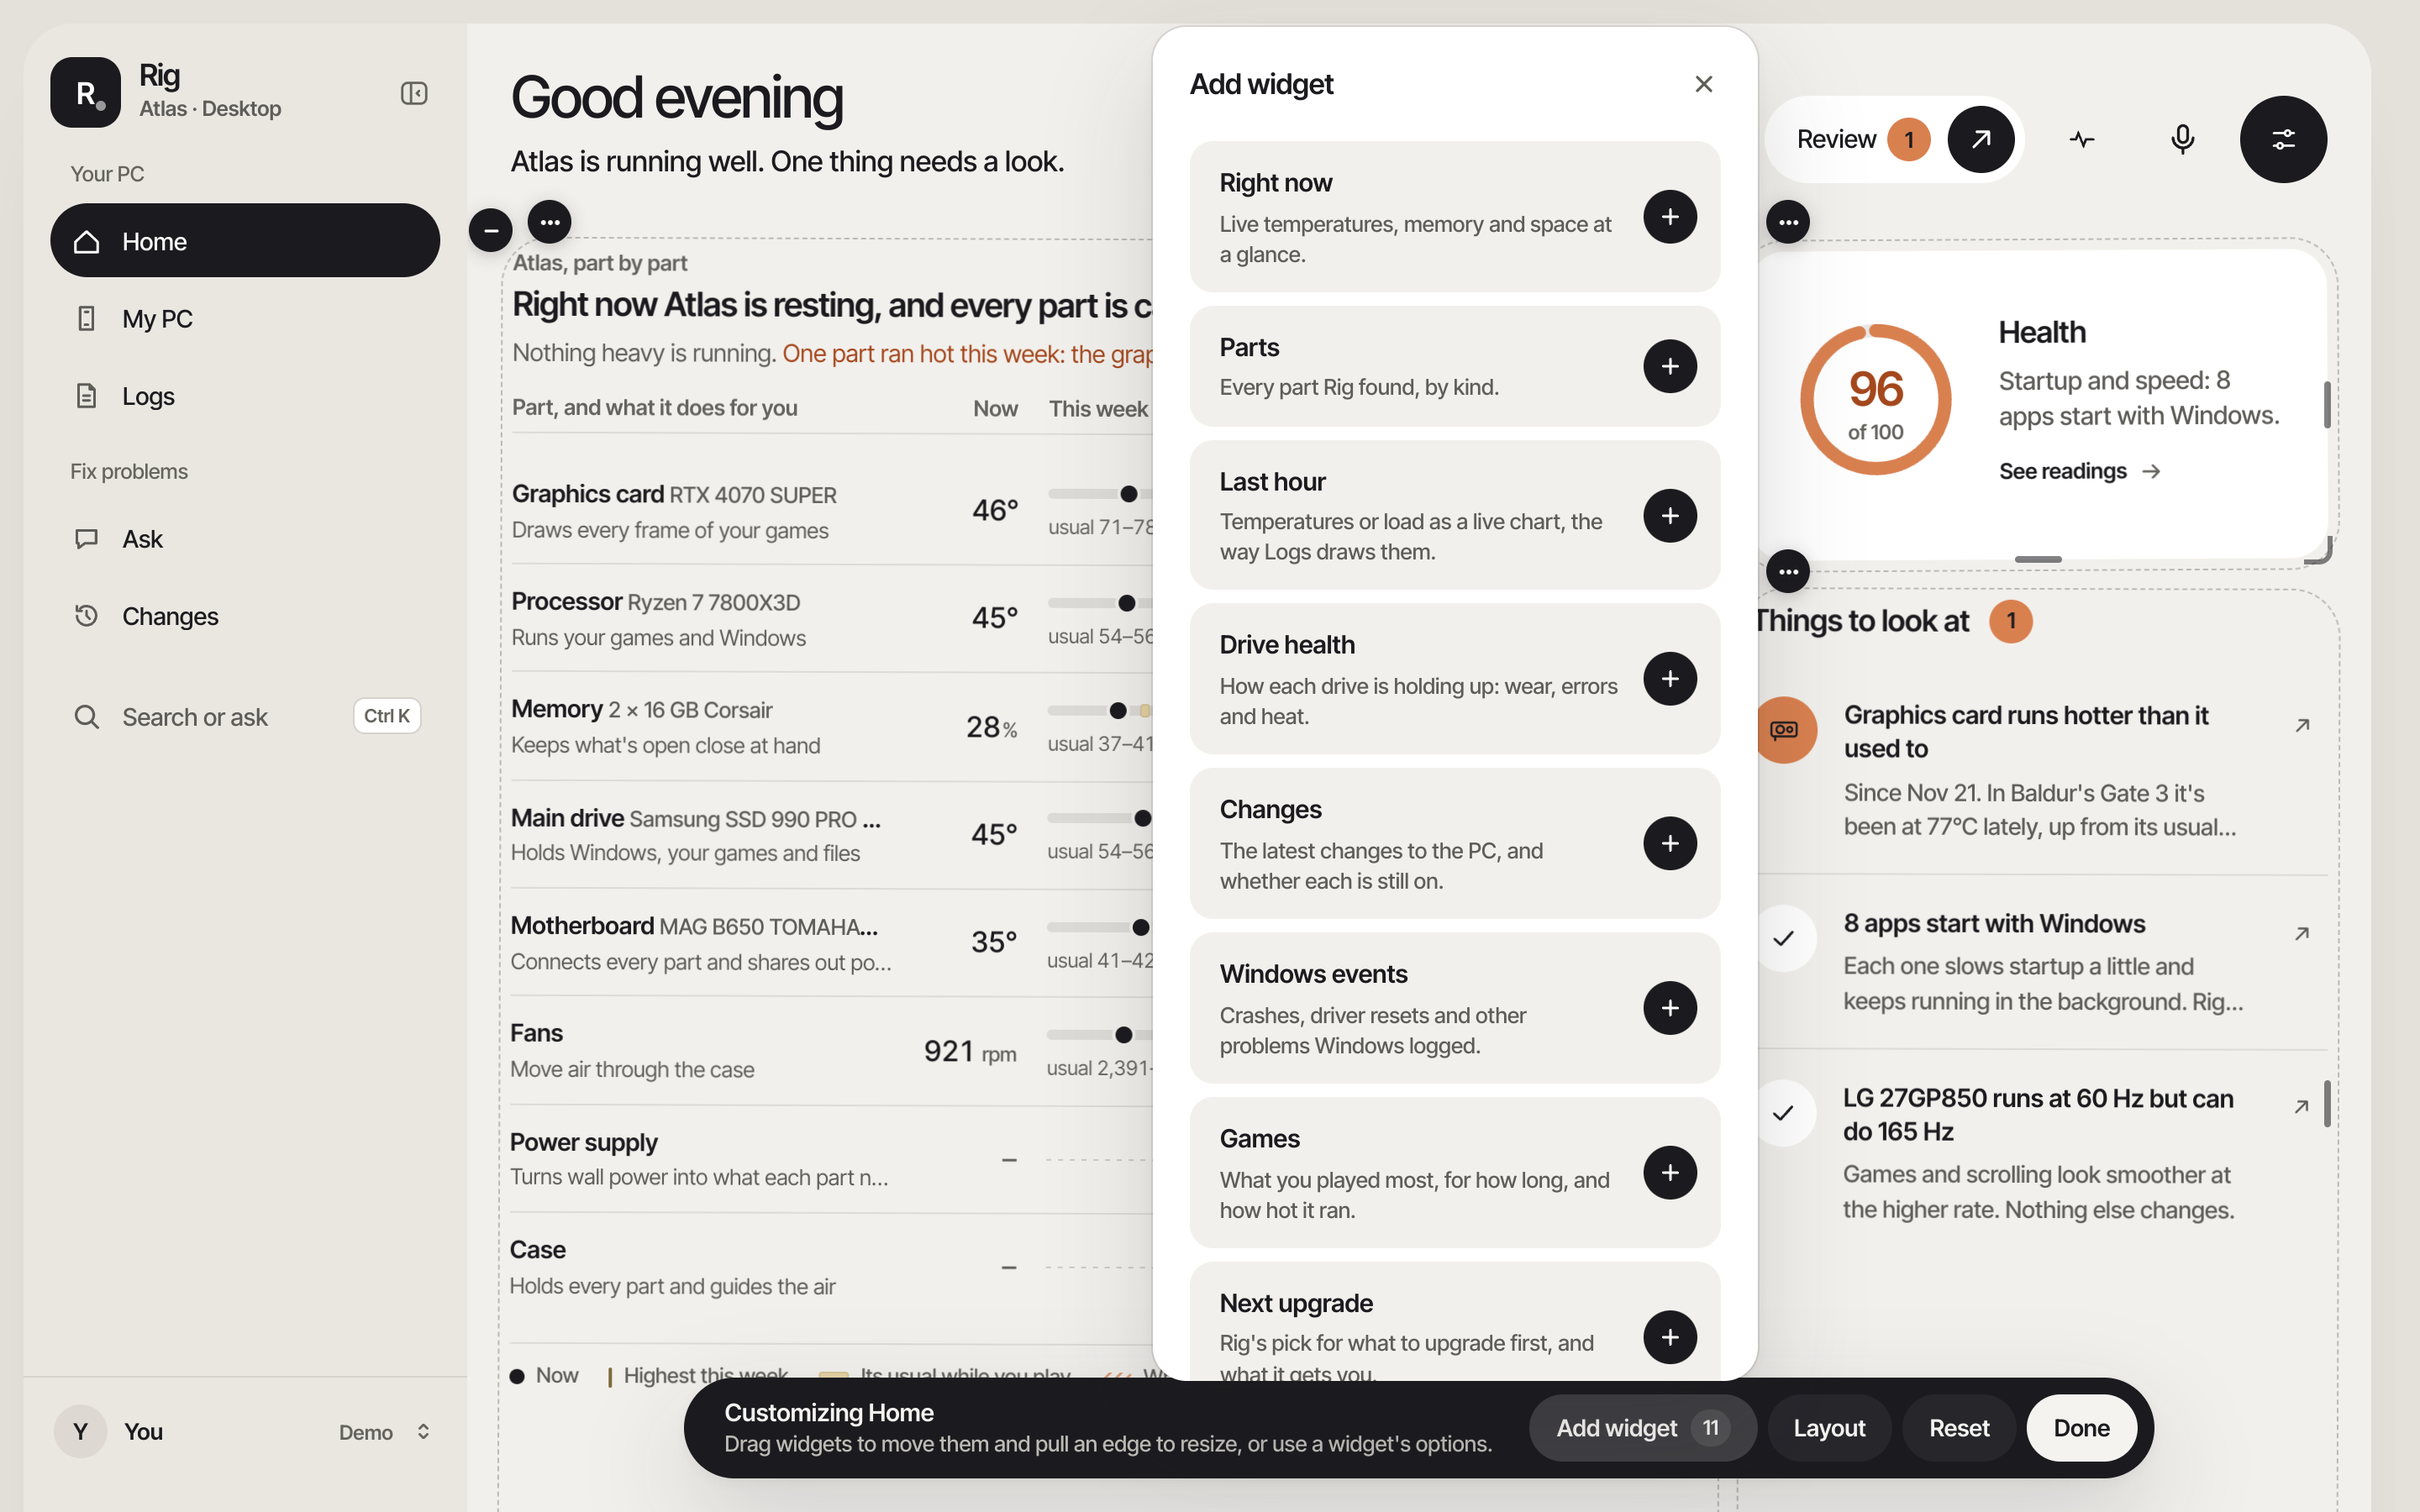 R.
Rig
Atlas · Desktop
Your PC
Home
My PC
Logs
Fix problems
Ask
Changes
Search or ask
Ctrl K
Y
You
Demo
Good evening
Atlas is running well. One thing needs a look.
Review 1
Atlas, part by part
Right now Atlas is resting, and every part is
Nothing heavy is running. One part ran hot this week: the
Part, and what it does for you
Now
This week
Graphics card RTX 4070 SUPER
Draws every frame of your games
46°
usual 71–78
Processor Ryzen 7 7800X3D
Runs your games and Windows
45°
usual 54–56
Memory 2 × 16 GB Corsair
Keeps what's open close at hand
28%
usual 37–41
Main drive Samsung SSD 990 PRO ...
Holds Windows, your games and files
45°
usual 54–56
Motherboard MAG B650 TOMAHA...
Connects every part and shares out po...
35°
usual 41–42
Fans
Move air through the case
921 rpm
usual 2,391
Power supply
Turns wall power into what each part n...
–
Case
Holds every part and guides the air
–
Now
Highest this week
Its usual while you play
Add widget
Right now
Live temperatures, memory and space at
a glance.
Parts
Every part Rig found, by kind.
Last hour
Temperatures or load as a live chart, the
way Logs draws them.
Drive health
How each drive is holding up: wear, errors
and heat.
Changes
The latest changes to the PC, and
whether each is still on.
Windows events
Crashes, driver resets and other
problems Windows logged.
Games
What you played most, for how long, and
how hot it ran.
Next upgrade
Rig's pick for what to upgrade first, and
what it gets you.
96
of 100
Health
Startup and speed: 8
apps start with Windows.
See readings
Things to look at 1
Graphics card runs hotter than it
used to
Since Nov 21. In Baldur's Gate 3 it's
been at 77°C lately, up from its usual...
8 apps start with Windows
Each one slows startup a little and
keeps running in the background. Rig...
LG 27GP850 runs at 60 Hz but can
do 165 Hz
Games and scrolling look smoother at
the higher rate. Nothing else changes.
Customizing Home
Drag widgets to move them and pull an edge to resize, or use a widget's options.
Add widget 11
Layout
Reset
Done